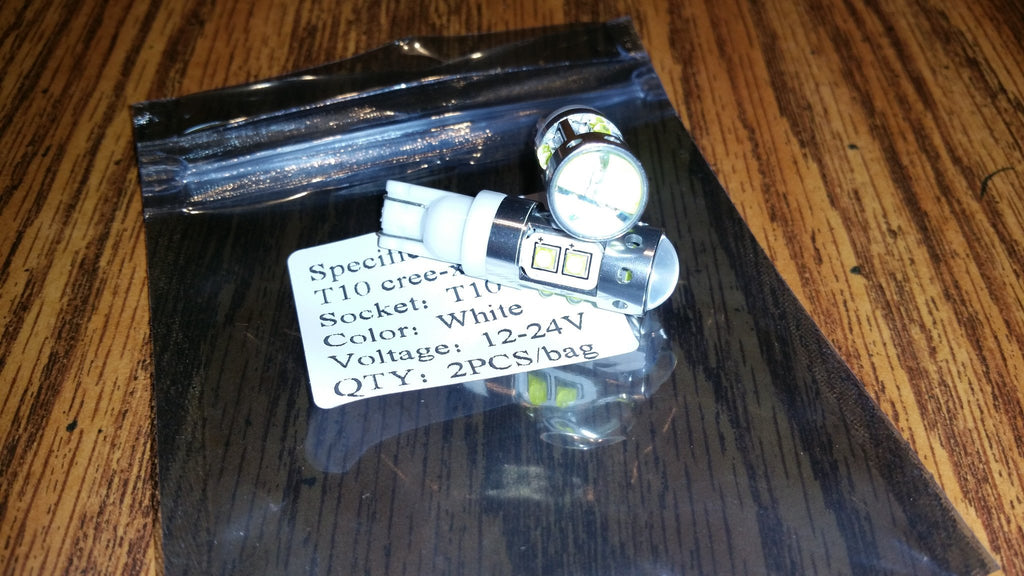 T10
Socket: T10
Color: White
Voltage: 12-24V
QTY: 2PCS/bag